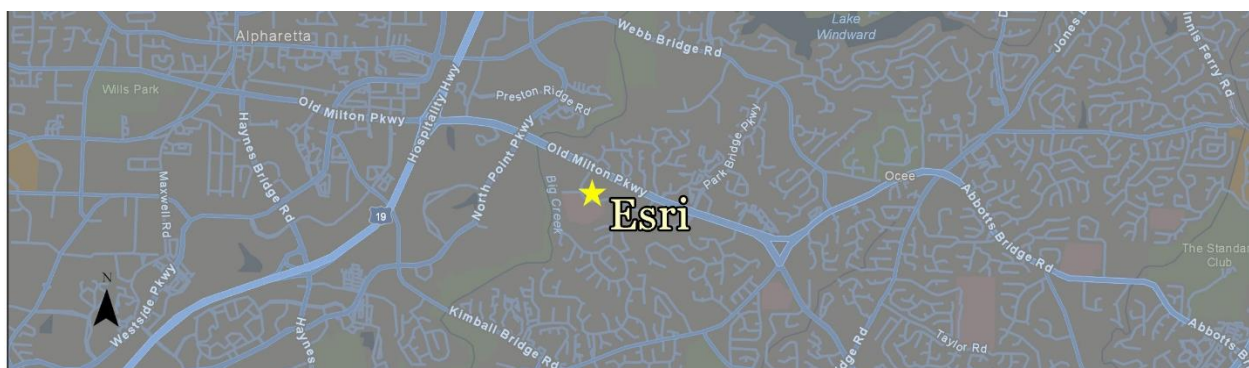 Alpharetta
Webb Bridge Rd
Lake
Windward
Jones
Innis Ferry Rd
Wills Park
Old Milton Pkwy
Hospitality Hwy
Preston Ridge Rd
North Point Pkwy
Old Milton Pkwy
Park Bridge Pkwy
Haynes Bridge Rd
Maxwell Rd
Big Creek
Esri
Ocee
Abbotts Bridge Rd
19
The Standard
Club
N
Westside Pkwy
Haynes
Kimball Bridge Rd
Bridge Rd
Taylor Rd
Abbotts